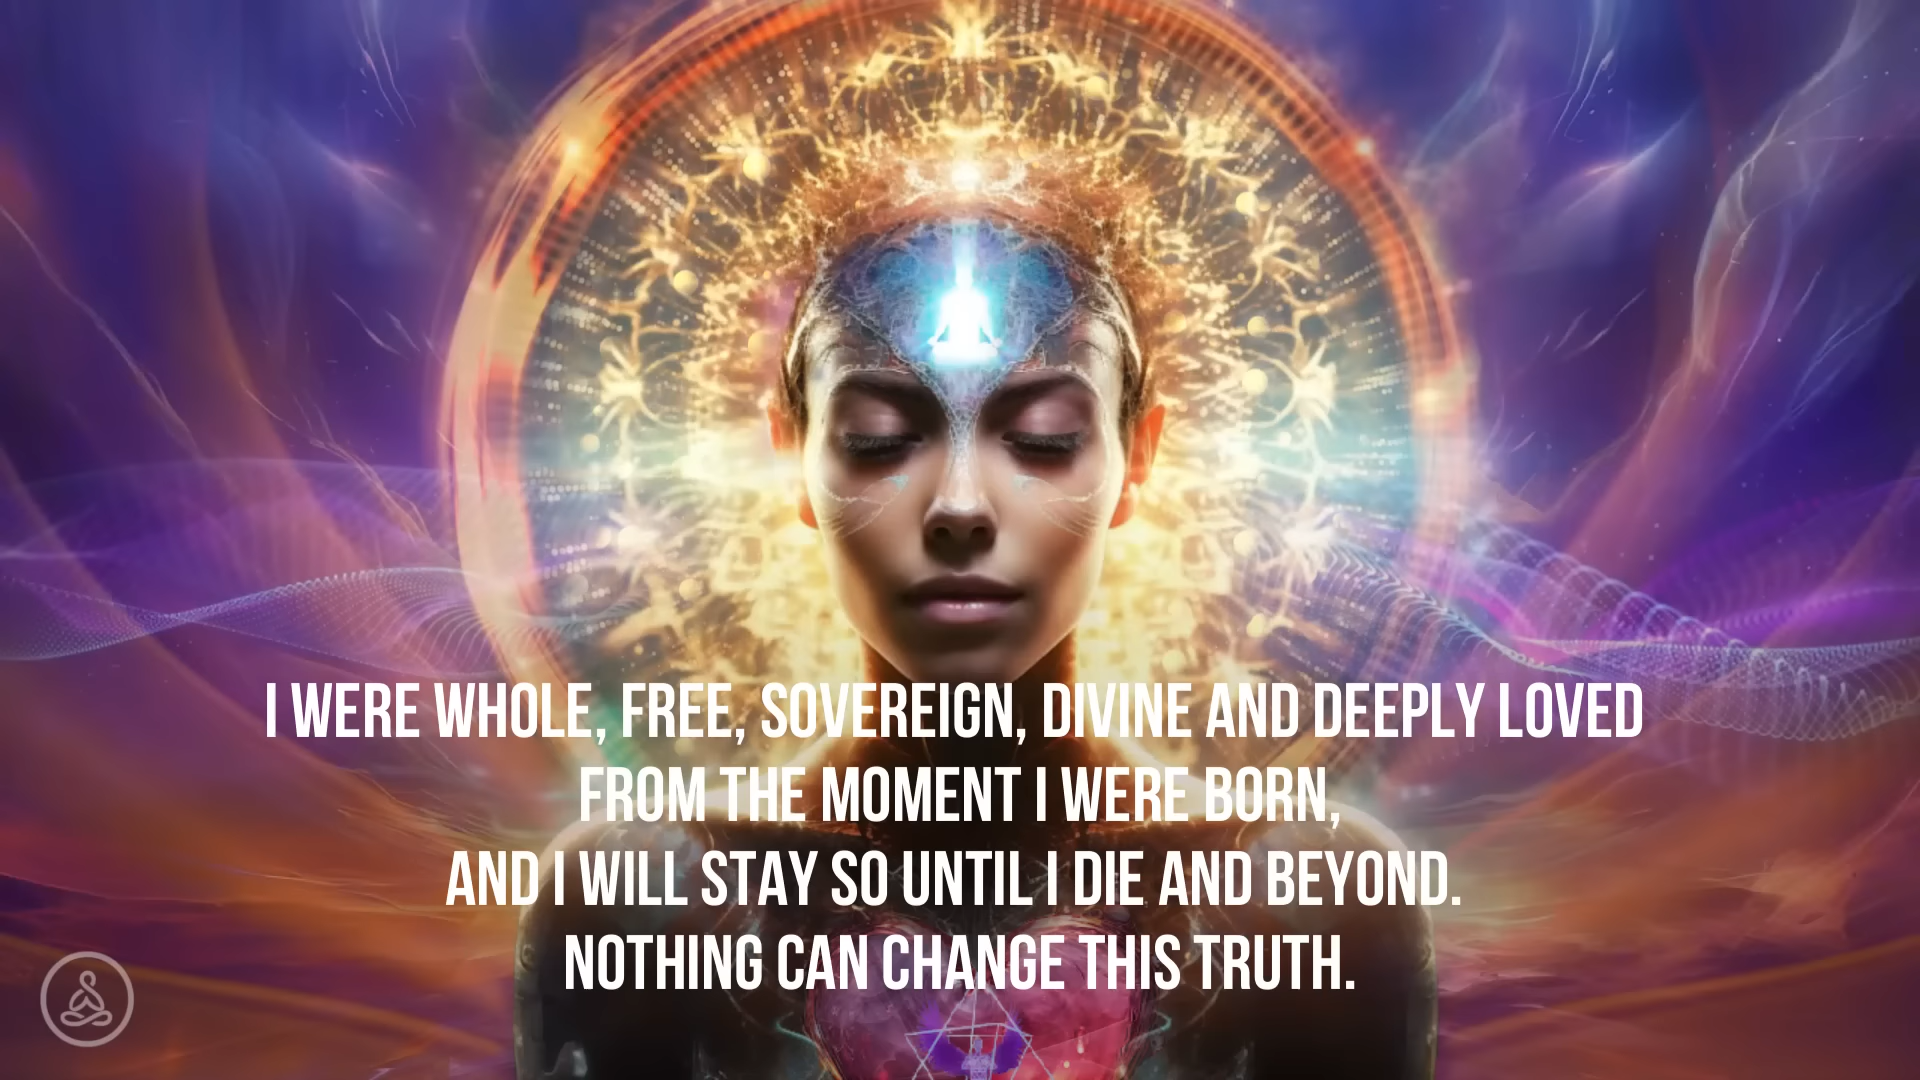 I WERE WHOLE, FREE, SOVEREIGN, DIVINE AND DEEPLY LOVED
FROM THE MOMENT I WERE BORN,
AND I WILL STAY SO UNTIL I DIE AND BEYOND.
NOTHING CAN CHANGE THIS TRUTH.